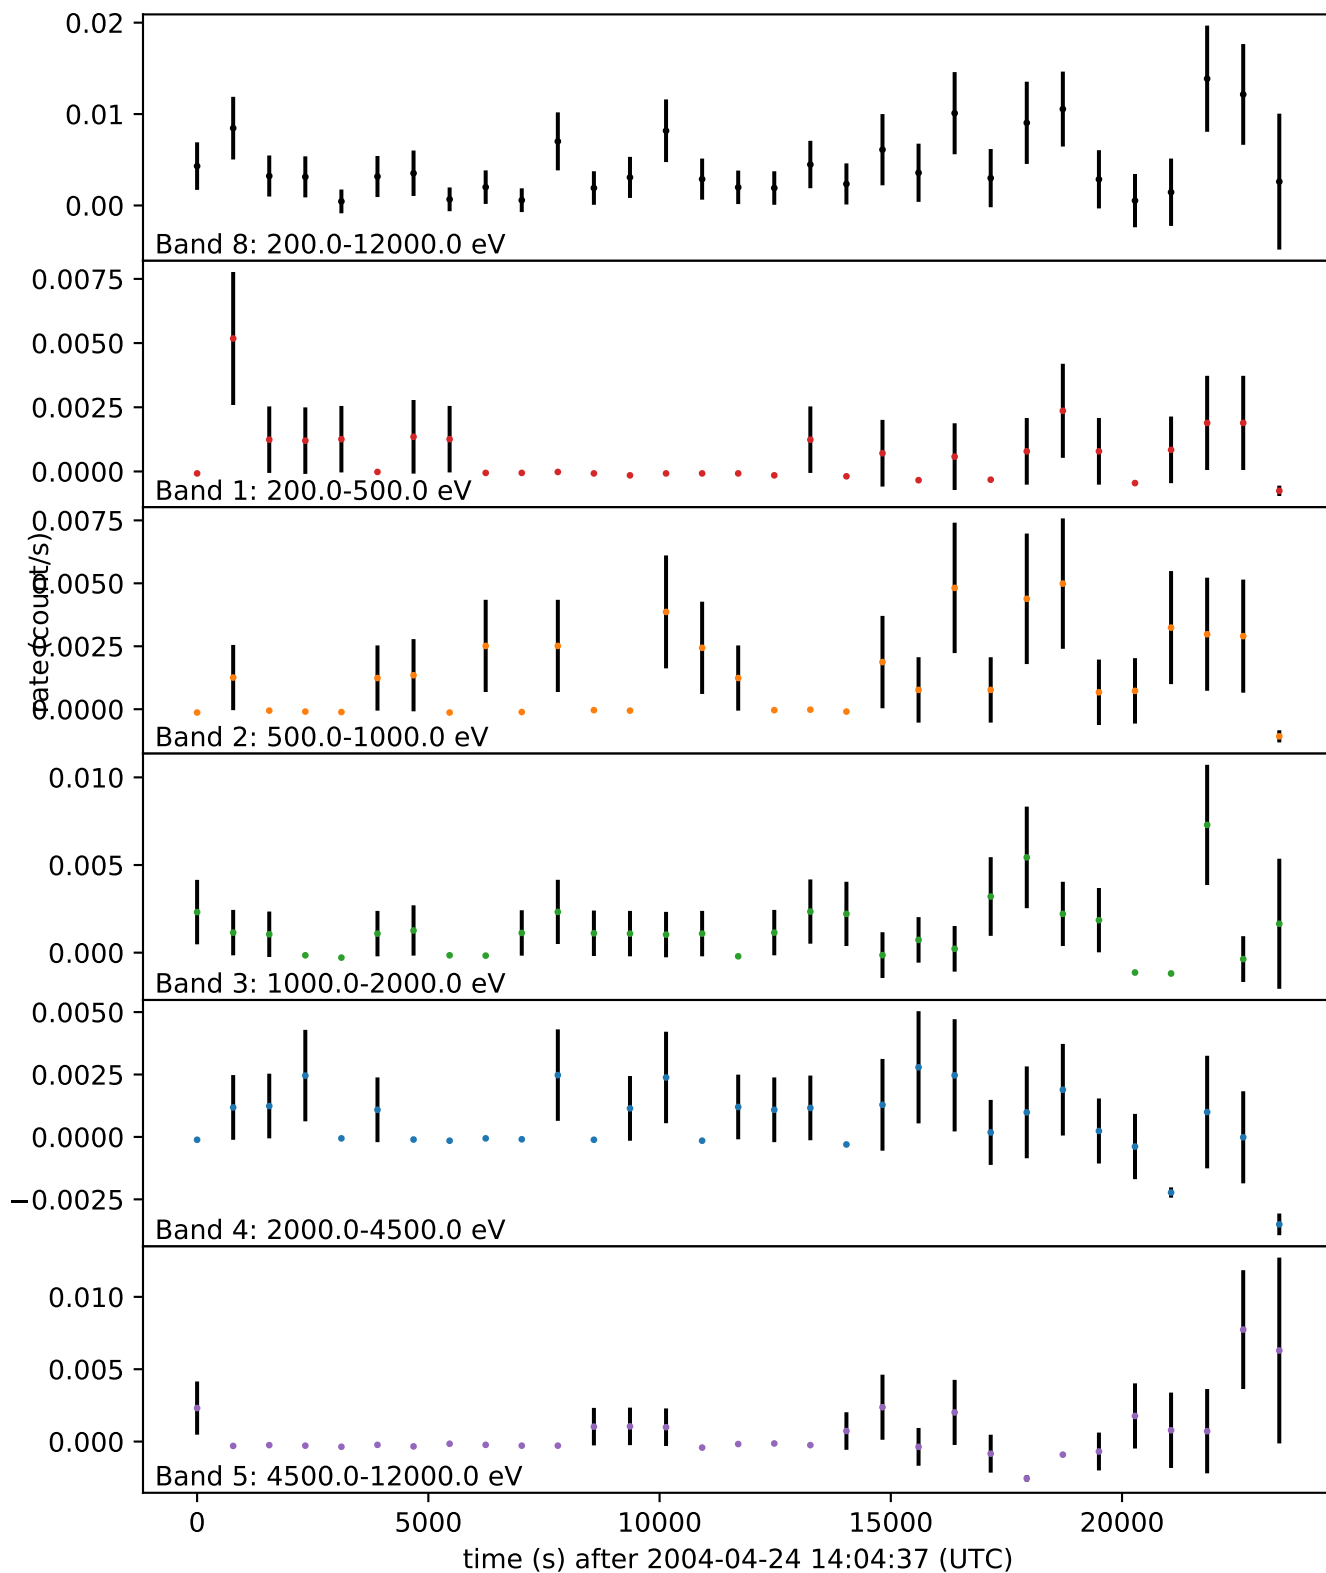 0.02
0.01
0.00
Band 8: 200.0-12000.0 eV
0.0075
0.0050
0.0025
0.0000
Band 1: 200.0-500.0 eV
0.0075
0.0050
0.0025
0.0000
rate (count/s)
Band 2: 500.0-1000.0 eV
0.010
0.005
0.000
Band 3: 1000.0-2000.0 eV
0.0050
0.0025
0.0000
−0.0025
Band 4: 2000.0-4500.0 eV
0.010
0.005
0.000
Band 5: 4500.0-12000.0 eV
0 5000 10000 15000 20000
time (s) after 2004-04-24 14:04:37 (UTC)